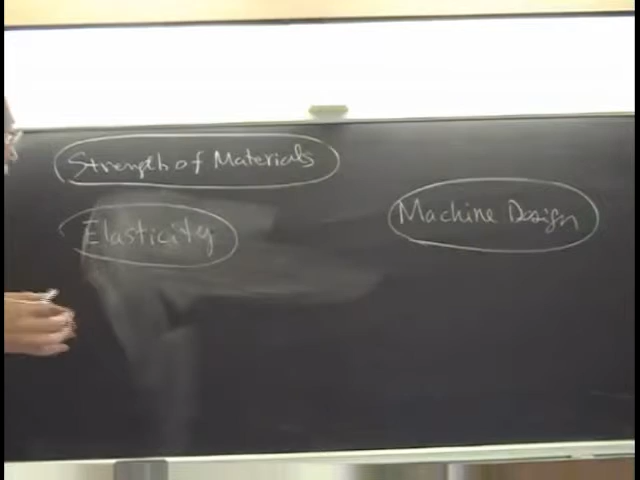 Strength of Materials
Elasticity
Machine Design